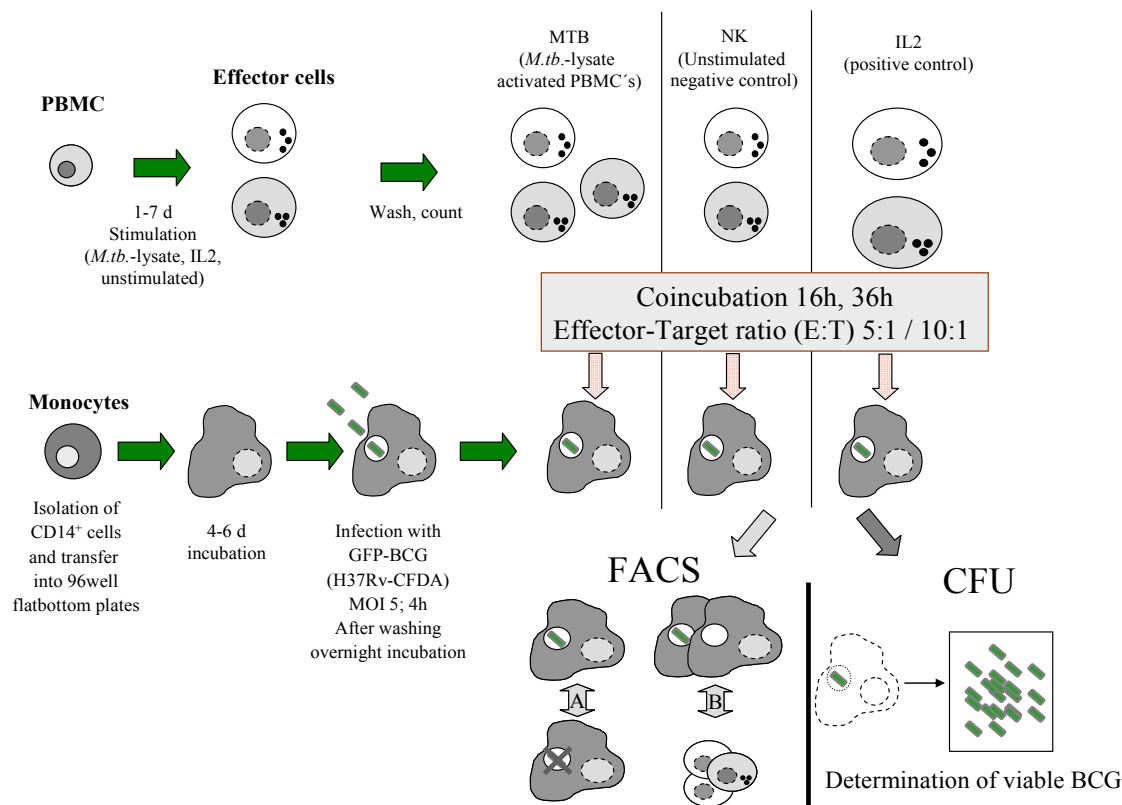 PBMC
1-7 d
Stimulation
(M.tb.-lysate, IL2,
unstimulated)
Effector cells
Wash, count
MTB
(M.tb.-lysate
activated PBMC´s)
NK
(Unstimulated
negative control)
IL2
(positive control)
Coincubation 16h, 36h
Effector-Target ratio (E:T) 5:1 / 10:1
Monocytes
Isolation of
CD14+ cells
and transfer
into 96well
flatbottom plates
4-6 d
incubation
Infection with
GFP-BCG
(H37Rv-CFDA)
MOI 5; 4h
After washing
overnight incubation
FACS
A
B
CFU
Determination of viable BCG